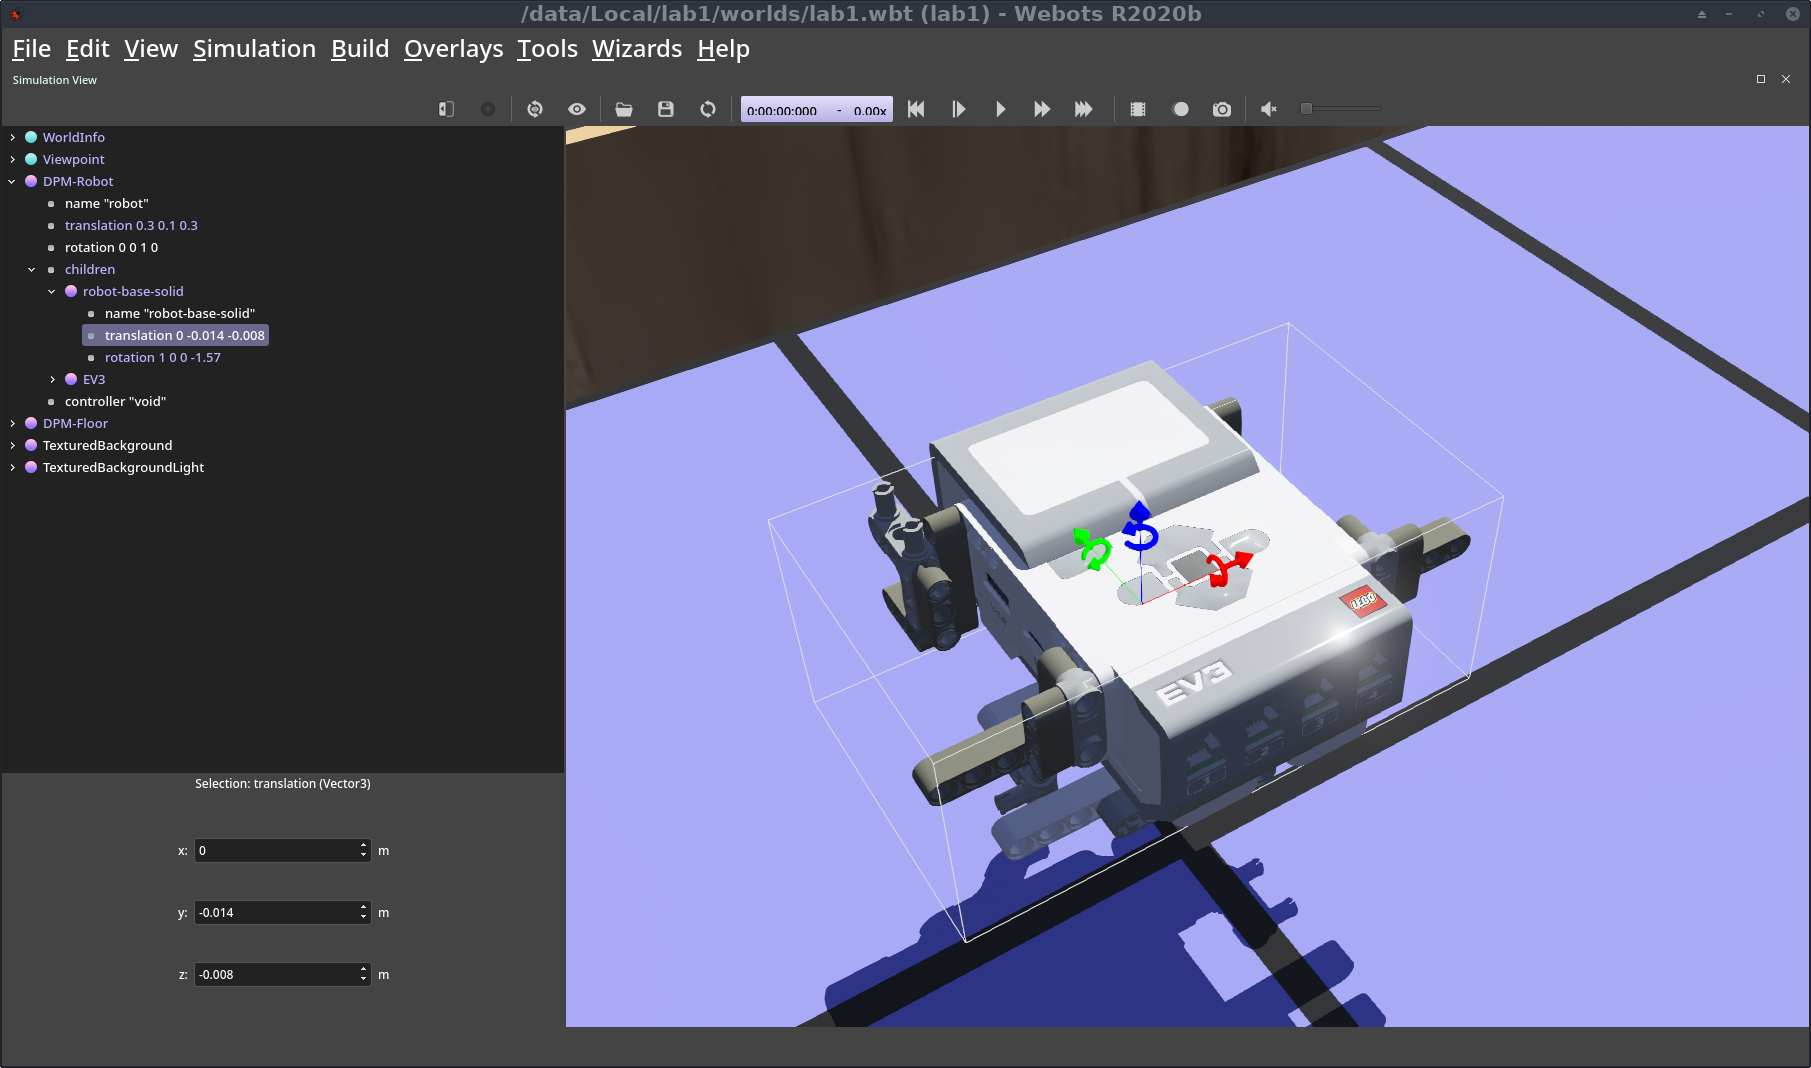 /data/Local/lab1/worlds/lab1.wbt (lab1) - Webots R2020b
File Edit View Simulation Build Overlays Tools Wizards Help
Simulation View
0:00:00:000 - 0.00x
WorldInfo
Viewpoint
DPM-Robot
name "robot"
translation 0.3 0.1 0.3
rotation 0 0 1 0
children
robot-base-solid
name "robot-base-solid"
translation 0 -0.014 -0.008
rotation 1 0 0 -1.57
EV3
controller "void"
DPM-Floor
TexturedBackground
TexturedBackgroundLight
Selection: translation (Vector3)
x: 0 m
y: -0.014 m
z: -0.008 m
LEGO
EV3
1 2 3 4